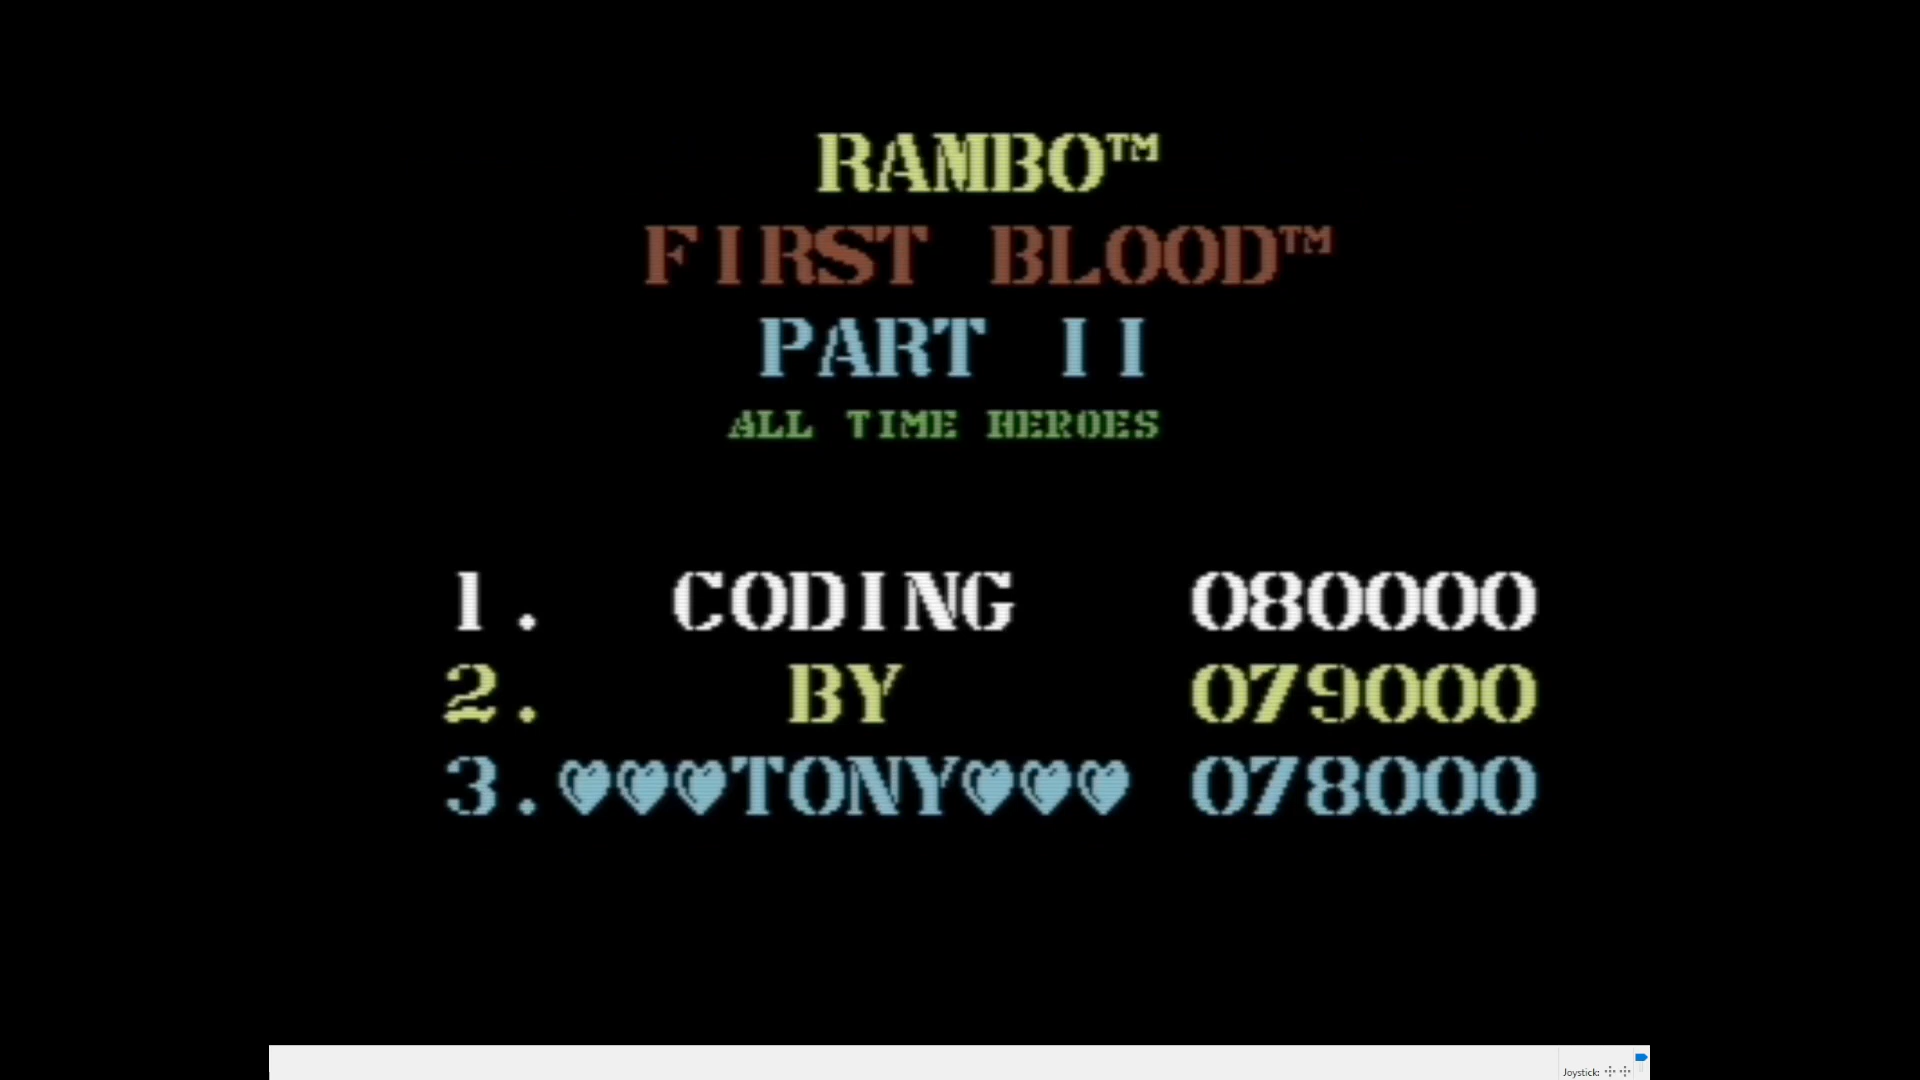 RAMBO™
FIRST BLOOD™
PART II
ALL TIME HEROES
1. CODING 080000
2. BY 079000
3.♥♥♥TONY♥♥♥ 078000
Joystick: